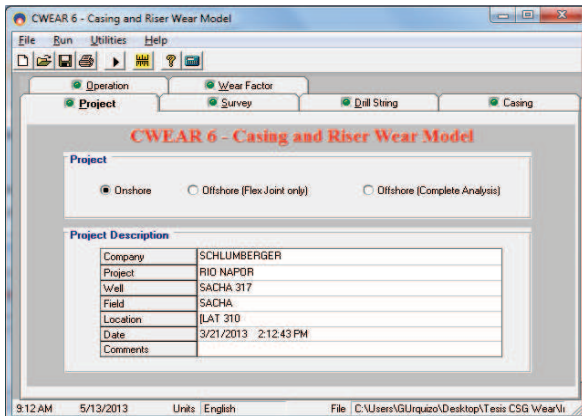 CWEAR 6 - Casing and Riser Wear Model
File Run Utilities Help
Operation Wear Factor
Project Survey Drill String Casing
CWEAR 6 - Casing and Riser Wear Model
Project
Onshore Offshore (Flex Joint only) Offshore (Complete Analysis)
Project Description
Company SCHLUMBERGER
Project RIO NAPOR
Well SACHA 317
Field SACHA
Location [LAT 310
Date 3/21/2013 2:12:43 PM
Comments
9:12 AM 5/13/2013 Units English File C:\Users\GUrquizo\Desktop\Tesis CSG Wear\